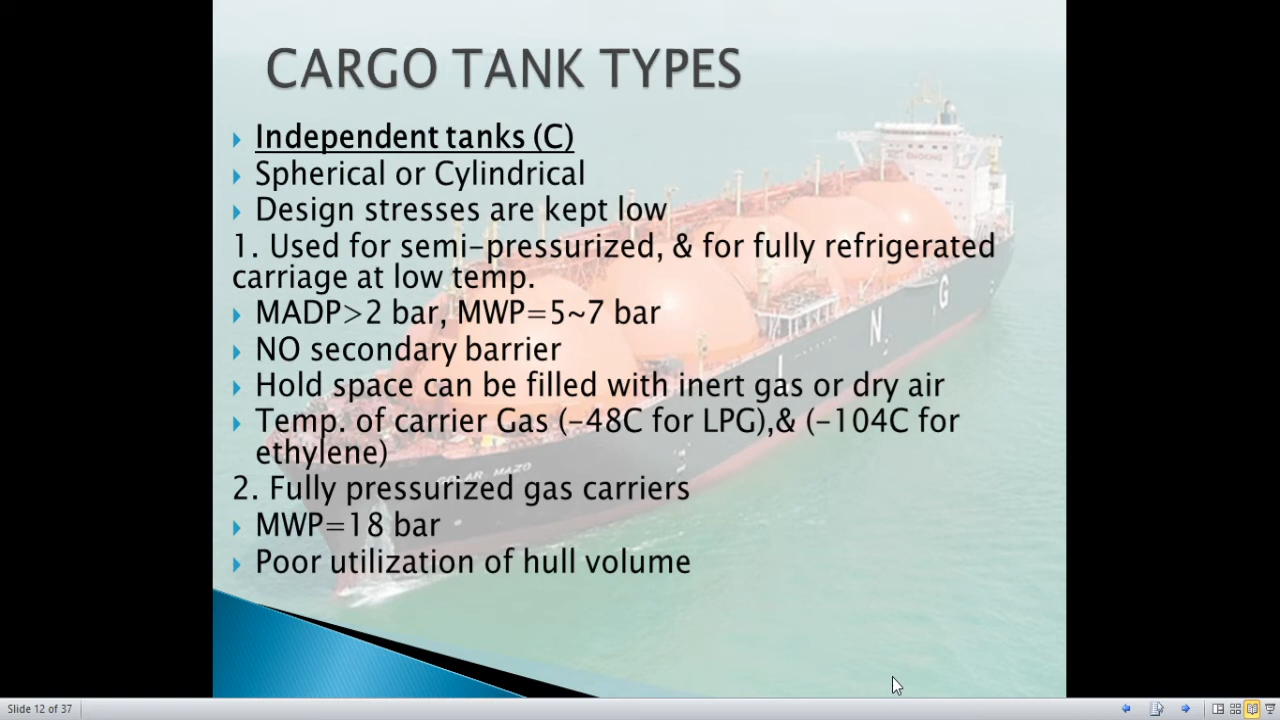 CARGO TANK TYPES
Independent tanks (C)
Spherical or Cylindrical
Design stresses are kept low
1. Used for semi-pressurized, & for fully refrigerated
carriage at low temp.
MADP>2 bar, MWP=5~7 bar
NO secondary barrier
Hold space can be filled with inert gas or dry air
Temp. of carrier Gas (-48C for LPG),& (-104C for
ethylene)
2. Fully pressurized gas carriers
MWP=18 bar
Poor utilization of hull volume
L N G
Slide 12 of 37